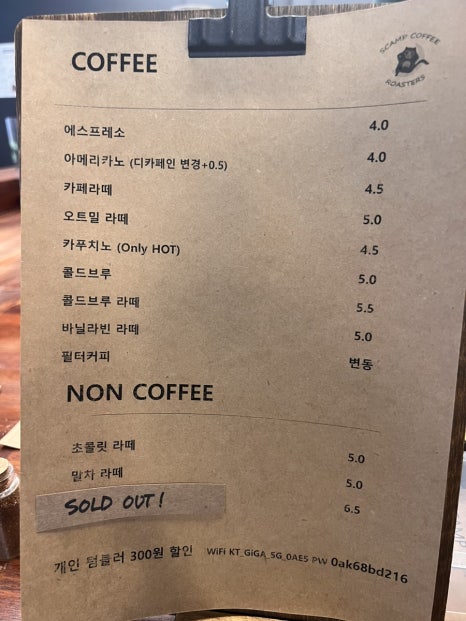 COFFEE
SCAMP COFFEE
ROASTERS
에스프레소 4.0
아메리카노 (디카페인 변경+0.5) 4.0
카페라떼 4.5
오트밀 라떼 5.0
카푸치노 (Only HOT) 4.5
콜드브루 5.0
콜드브루 라떼 5.5
바닐라빈 라떼 5.0
필터커피 변동
NON COFFEE
초콜릿 라떼 5.0
말차 라떼 5.0
SOLD OUT! 6.5
개인 텀블러 300원 할인 WiFi KT_GiGA_5G_0AE5 PW 0ak68bd216